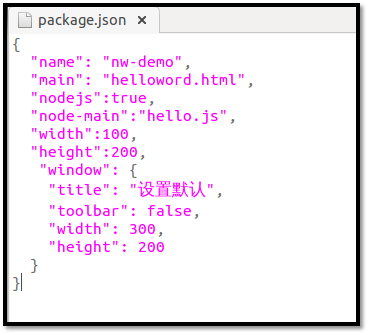 package.json ×
{
  "name": "nw-demo",
  "main": "helloword.html",
  "nodejs":true,
  "node-main":"hello.js",
  "width":100,
  "height":200,
   "window": {
    "title": "设置默认",
    "toolbar": false,
    "width": 300,
    "height": 200
  }
}